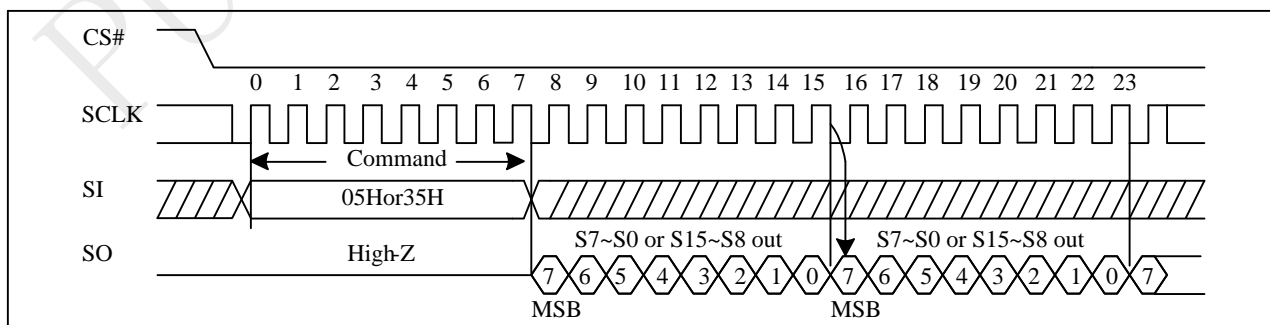 CS#
0 1 2 3 4 5 6 7 8 9 10 11 12 13 14 15 16 17 18 19 20 21 22 23
SCLK
Command
SI
05Hor35H
S7~S0 or S15~S8 out S7~S0 or S15~S8 out
SO
High-Z
7 6 5 4 3 2 1 0 7 6 5 4 3 2 1 0 7
MSB MSB